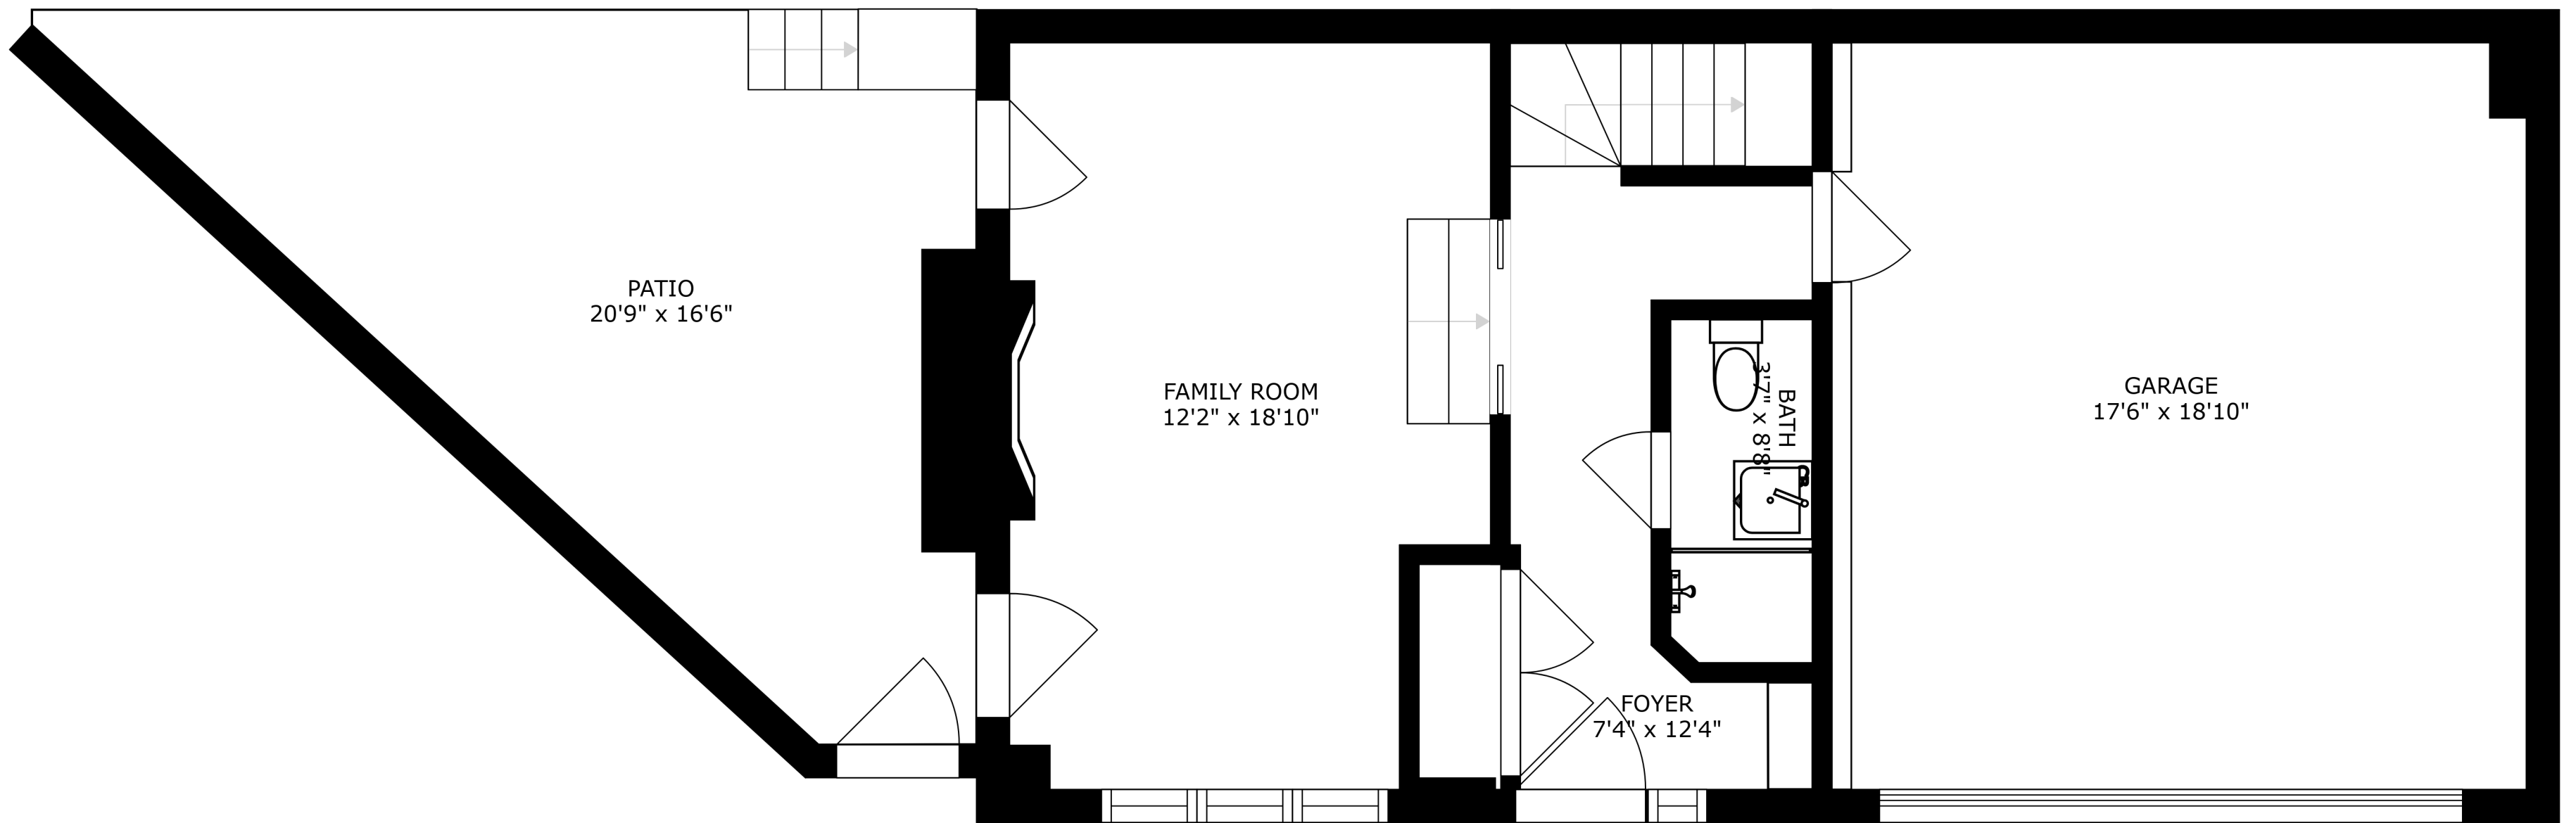 PATIO
20'9" x 16'6"
FAMILY ROOM
12'2" x 18'10"
BATH
3'7" x 8'8"
GARAGE
17'6" x 18'10"
FOYER
7'4" x 12'4"